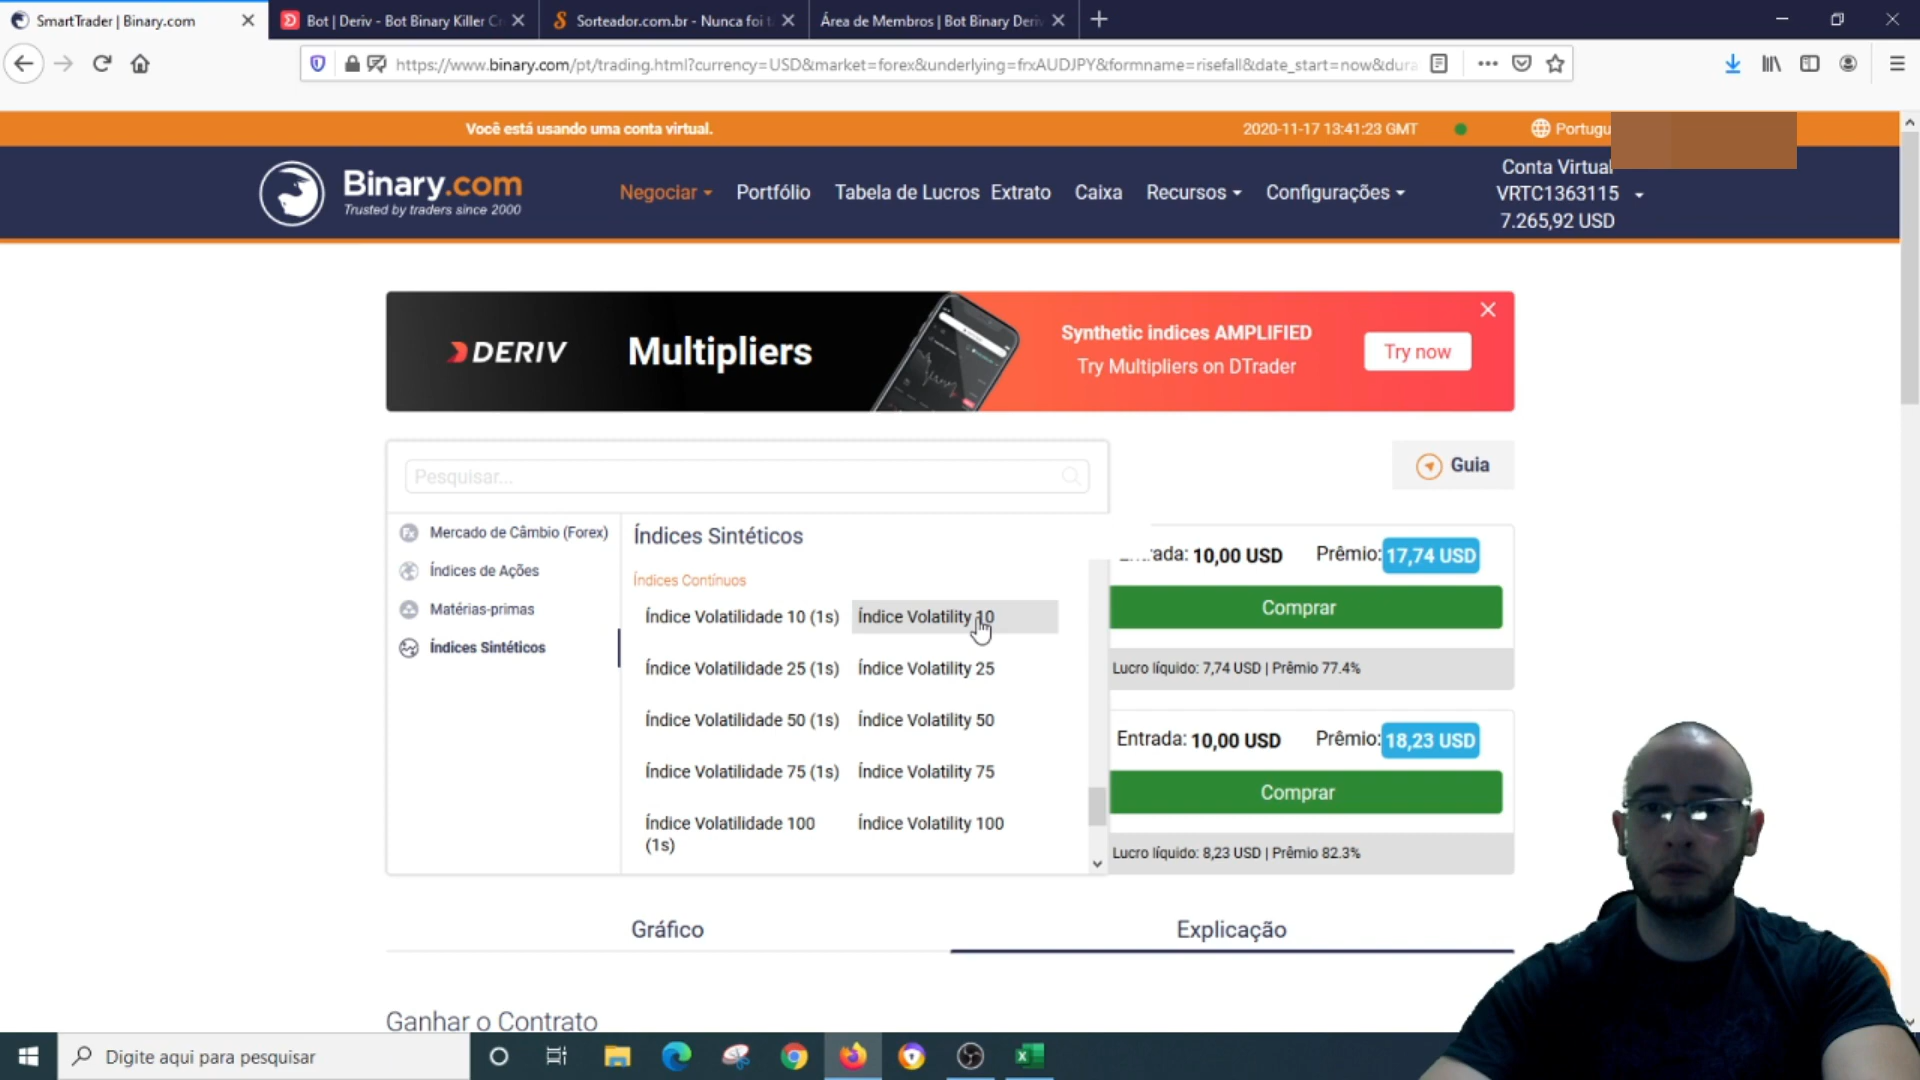 SmartTrader | Binary.com
Bot | Deriv - Bot Binary Killer
Sorteador.com.br - Nunca foi
Área de Membros | Bot Binary Deriv
https://www.binary.com/pt/trading.html?currency=USD&market=forex&underlying=frxAUDJPY&formname=risefall&date_start=now&dura
Você está usando uma conta virtual.
2020-11-17 13:41:23 GMT
Portugu
Binary.com
Trusted by traders since 2000
Negociar
Portfólio
Tabela de Lucros
Extrato
Caixa
Recursos
Configurações
Conta Virtual
VRTC1363115
7.265,92 USD
DERIV
Multipliers
Synthetic indices AMPLIFIED
Try Multipliers on DTrader
Try now
Pesquisar...
Guia
Mercado de Câmbio (Forex)
Índices de Ações
Matérias-primas
Índices Sintéticos
Índices Sintéticos
Índices Contínuos
Índice Volatilidade 10 (1s)
Índice Volatility 10
Índice Volatilidade 25 (1s)
Índice Volatility 25
Índice Volatilidade 50 (1s)
Índice Volatility 50
Índice Volatilidade 75 (1s)
Índice Volatility 75
Índice Volatilidade 100
(1s)
Índice Volatility 100
rada: 10,00 USD
Prêmio: 17,74 USD
Comprar
Lucro líquido: 7,74 USD | Prêmio 77.4%
Entrada: 10,00 USD
Prêmio: 18,23 USD
Comprar
Lucro líquido: 8,23 USD | Prêmio 82.3%
Gráfico
Explicação
Ganhar o Contrato
Digite aqui para pesquisar